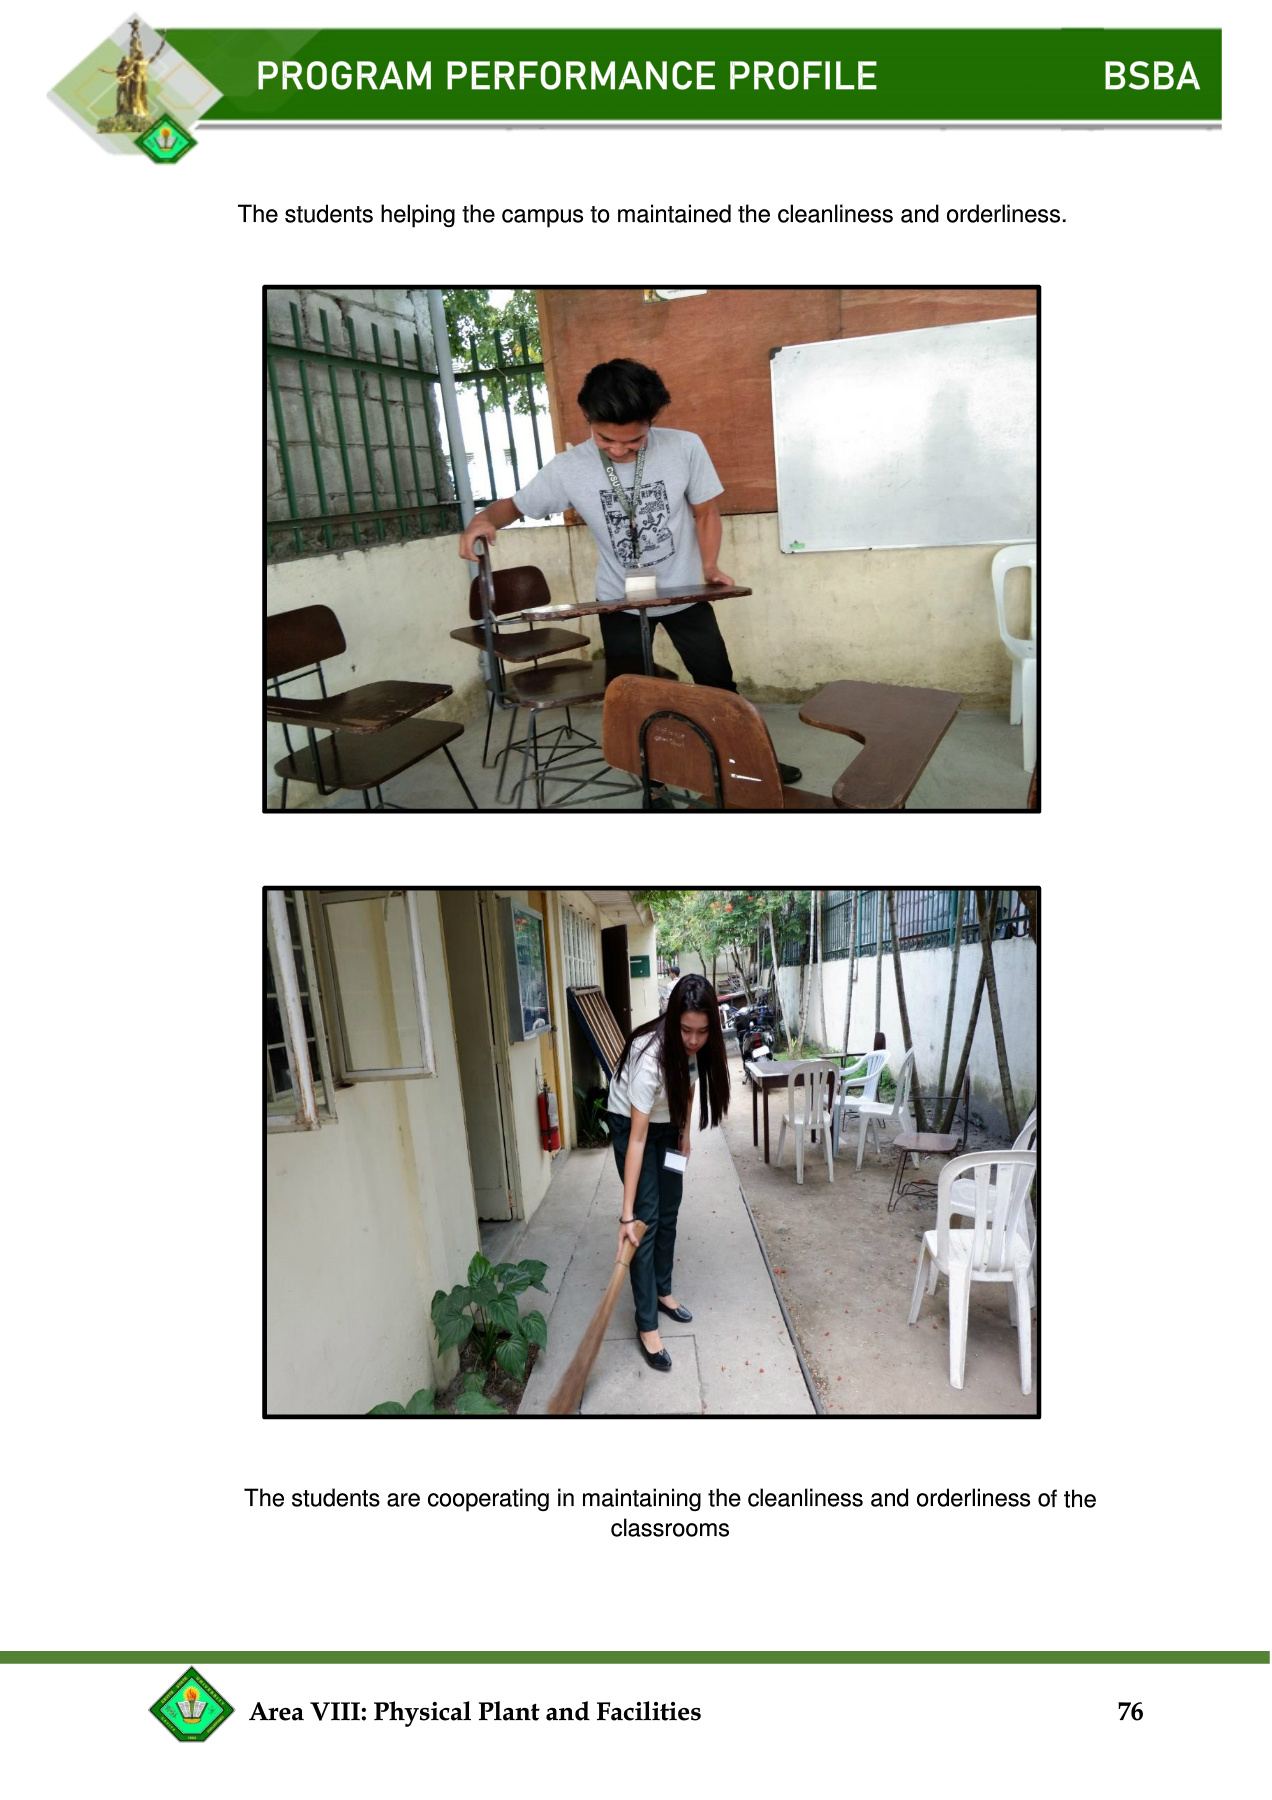 PROGRAM PERFORMANCE PROFILE BSBA
The students helping the campus to maintained the cleanliness and orderliness.
CvSU
The students are cooperating in maintaining the cleanliness and orderliness of the
classrooms
Area VIII: Physical Plant and Facilities 76